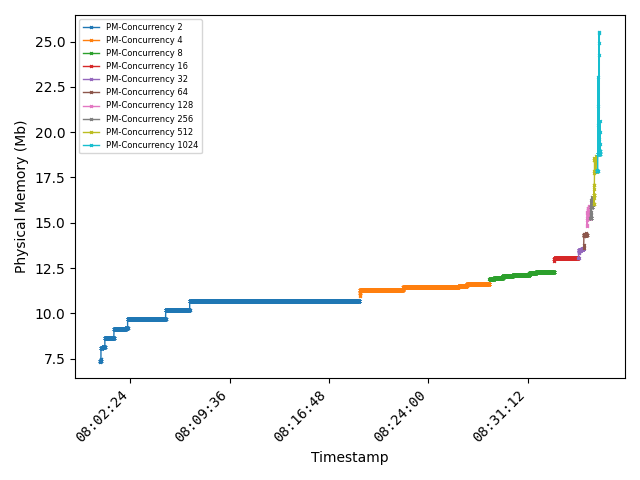 PM-Concurrency 2
PM-Concurrency 4
PM-Concurrency 8
PM-Concurrency 16
PM-Concurrency 32
PM-Concurrency 64
PM-Concurrency 128
PM-Concurrency 256
PM-Concurrency 512
PM-Concurrency 1024
Physical Memory (Mb)
25.0
22.5
20.0
17.5
15.0
12.5
10.0
7.5
08:02:24
08:09:36
08:16:48
08:24:00
08:31:12
Timestamp